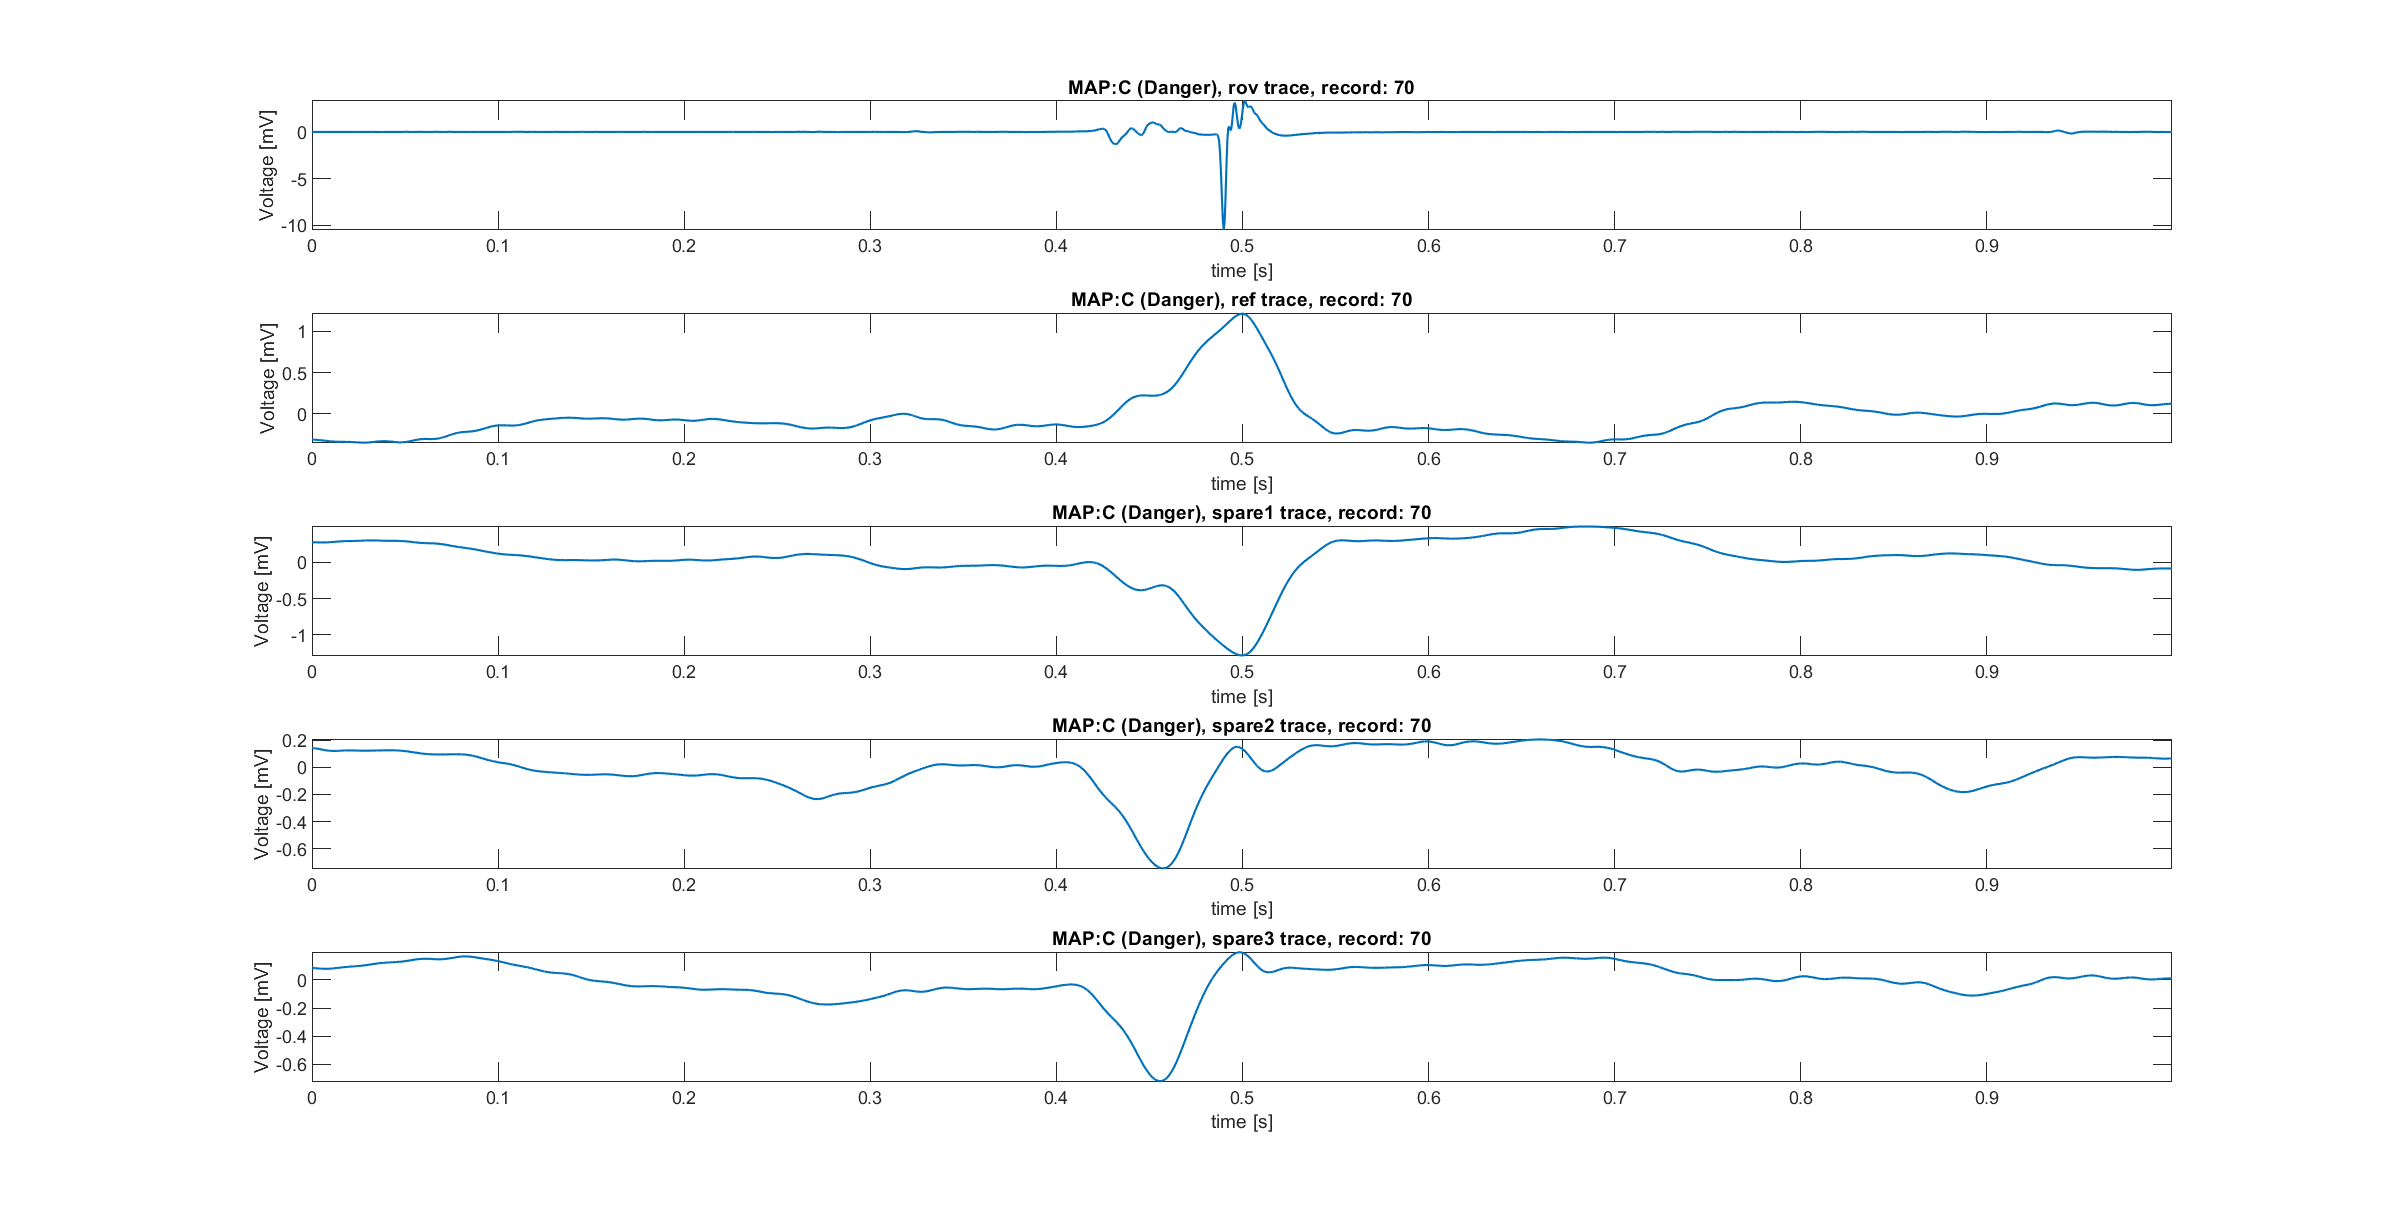 MAP:C (Danger), rov trace, record: 70
Voltage [mV]
0
-5
-10
0 0.1 0.2 0.3 0.4 0.5 0.6 0.7 0.8 0.9
time [s]
MAP:C (Danger), ref trace, record: 70
Voltage [mV]
1
0.5
0
0 0.1 0.2 0.3 0.4 0.5 0.6 0.7 0.8 0.9
time [s]
MAP:C (Danger), spare1 trace, record: 70
Voltage [mV]
0
-0.5
-1
0 0.1 0.2 0.3 0.4 0.5 0.6 0.7 0.8 0.9
time [s]
MAP:C (Danger), spare2 trace, record: 70
Voltage [mV]
0.2
0
-0.2
-0.4
-0.6
0 0.1 0.2 0.3 0.4 0.5 0.6 0.7 0.8 0.9
time [s]
MAP:C (Danger), spare3 trace, record: 70
Voltage [mV]
0
-0.2
-0.4
-0.6
0 0.1 0.2 0.3 0.4 0.5 0.6 0.7 0.8 0.9
time [s]